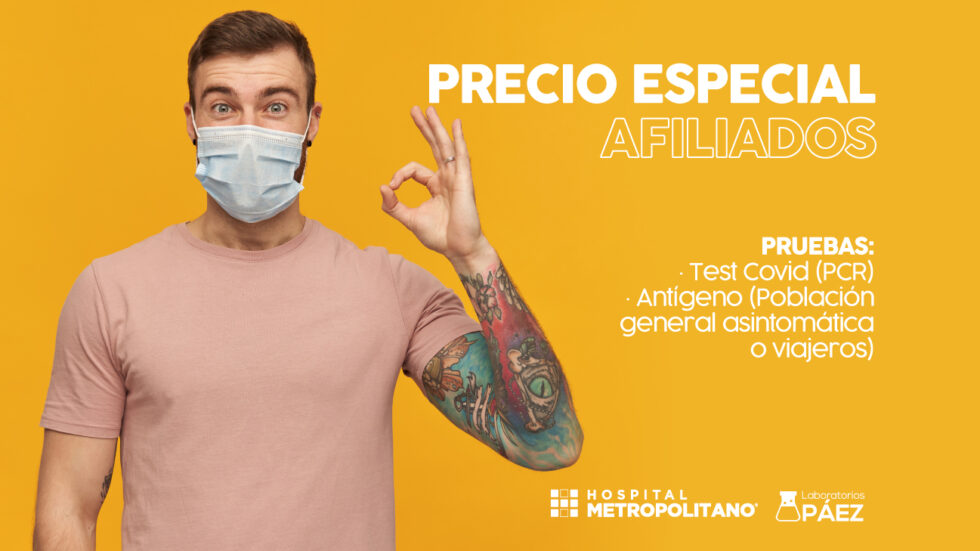 PRECIO ESPECIAL
AFILIADOS
PRUEBAS:
· Test Covid (PCR)
· Antígeno (Población
general asintomática
o viajeros)
HOSPITAL
METROPOLITANO®
Laboratorios
PÁEZ